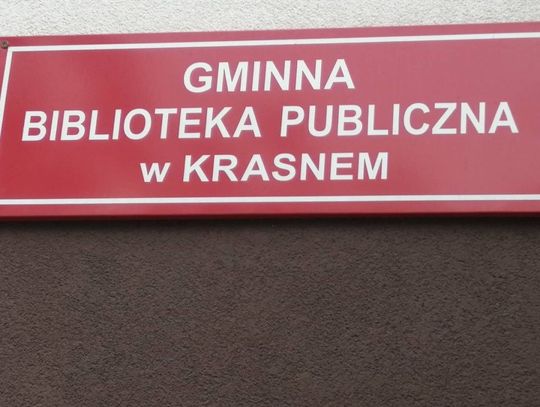 GMINNA
BIBLIOTEKA PUBLICZNA
w KRASNEM